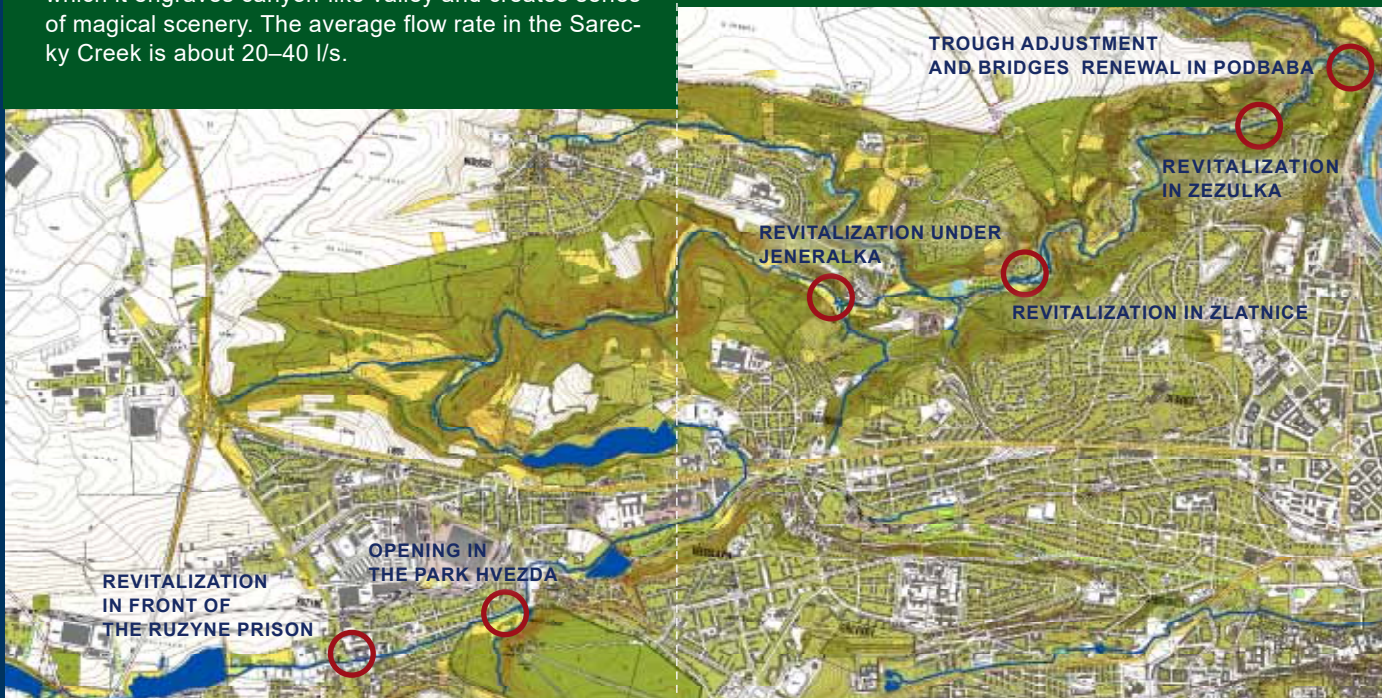 of magical scenery. The average flow rate in the Sarec-
ky Creek is about 20–40 l/s.
TROUGH ADJUSTMENT
AND BRIDGES RENEWAL IN PODBABA
REVITALIZATION
IN ZEZULKA
REVITALIZATION UNDER
JENERALKA
REVITALIZATION IN ZLATNICE
OPENING IN
THE PARK HVEZDA
REVITALIZATION
IN FRONT OF
THE RUZYNE PRISON